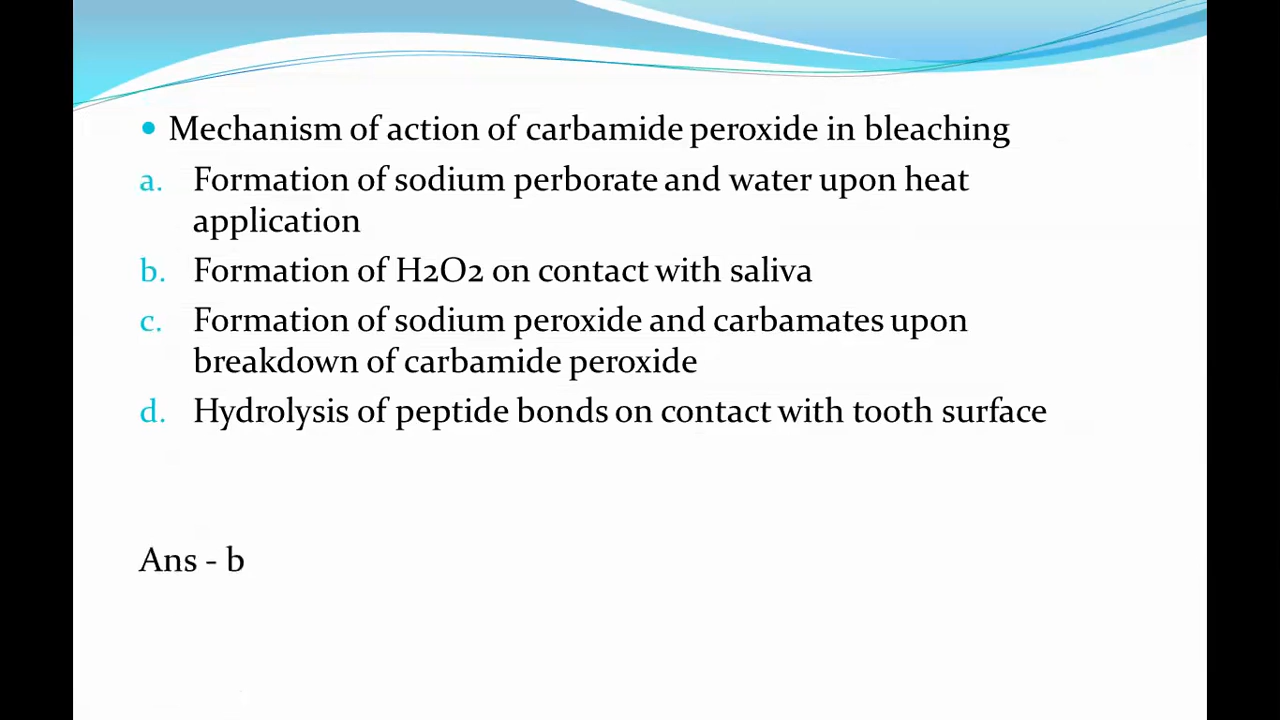 • Mechanism of action of carbamide peroxide in bleaching
a. Formation of sodium perborate and water upon heat
application
b. Formation of H2O2 on contact with saliva
c. Formation of sodium peroxide and carbamates upon
breakdown of carbamide peroxide
d. Hydrolysis of peptide bonds on contact with tooth surface
Ans - b